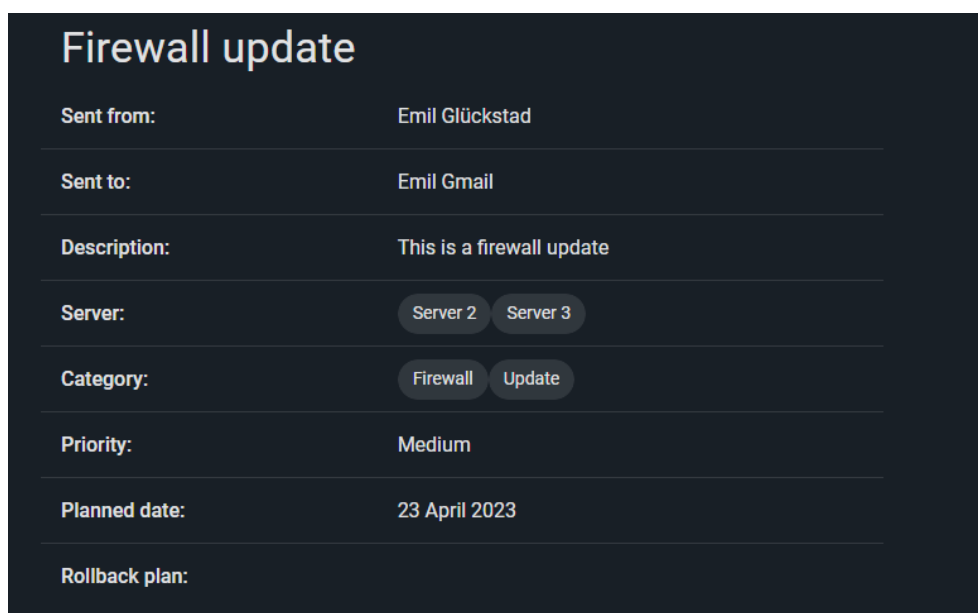 Firewall update
Sent from: Emil Glückstad
Sent to: Emil Gmail
Description: This is a firewall update
Server: Server 2 Server 3
Category: Firewall Update
Priority: Medium
Planned date: 23 April 2023
Rollback plan: